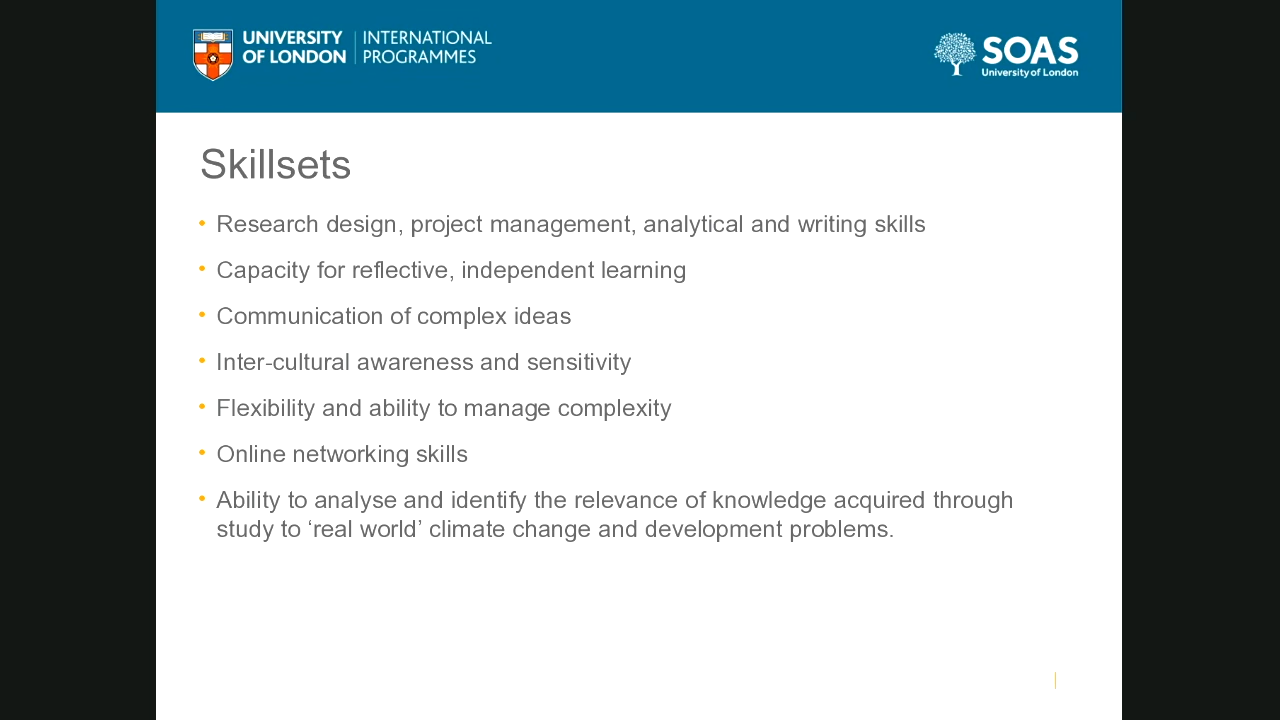 UNIVERSITY OF LONDON
INTERNATIONAL PROGRAMMES
SOAS
University of London
Skillsets
• Research design, project management, analytical and writing skills
• Capacity for reflective, independent learning
• Communication of complex ideas
• Inter-cultural awareness and sensitivity
• Flexibility and ability to manage complexity
• Online networking skills
• Ability to analyse and identify the relevance of knowledge acquired through
study to ‘real world’ climate change and development problems.